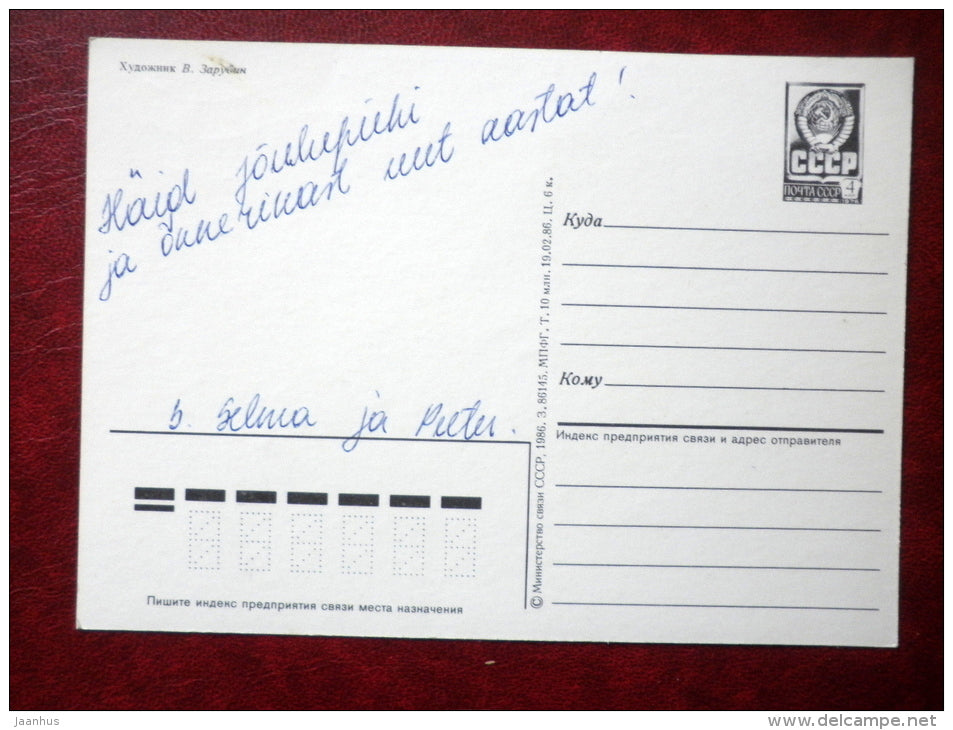 Художник В. Зарубин
Häid jõulupühi
ja õnnerikast uut aastat!
S. Selma ja Peeter.
СССР
ПОЧТА СССР 4
1976
Куда
Кому
Индекс предприятия связи и адрес отправителя
© Министерство связи СССР, 1986. З. 86145. МПФГ. Т. 10 млн. 19.02.86. Ц. 6 к.
Пишите индекс предприятия связи места назначения
jaanhus
www.delcampe.net